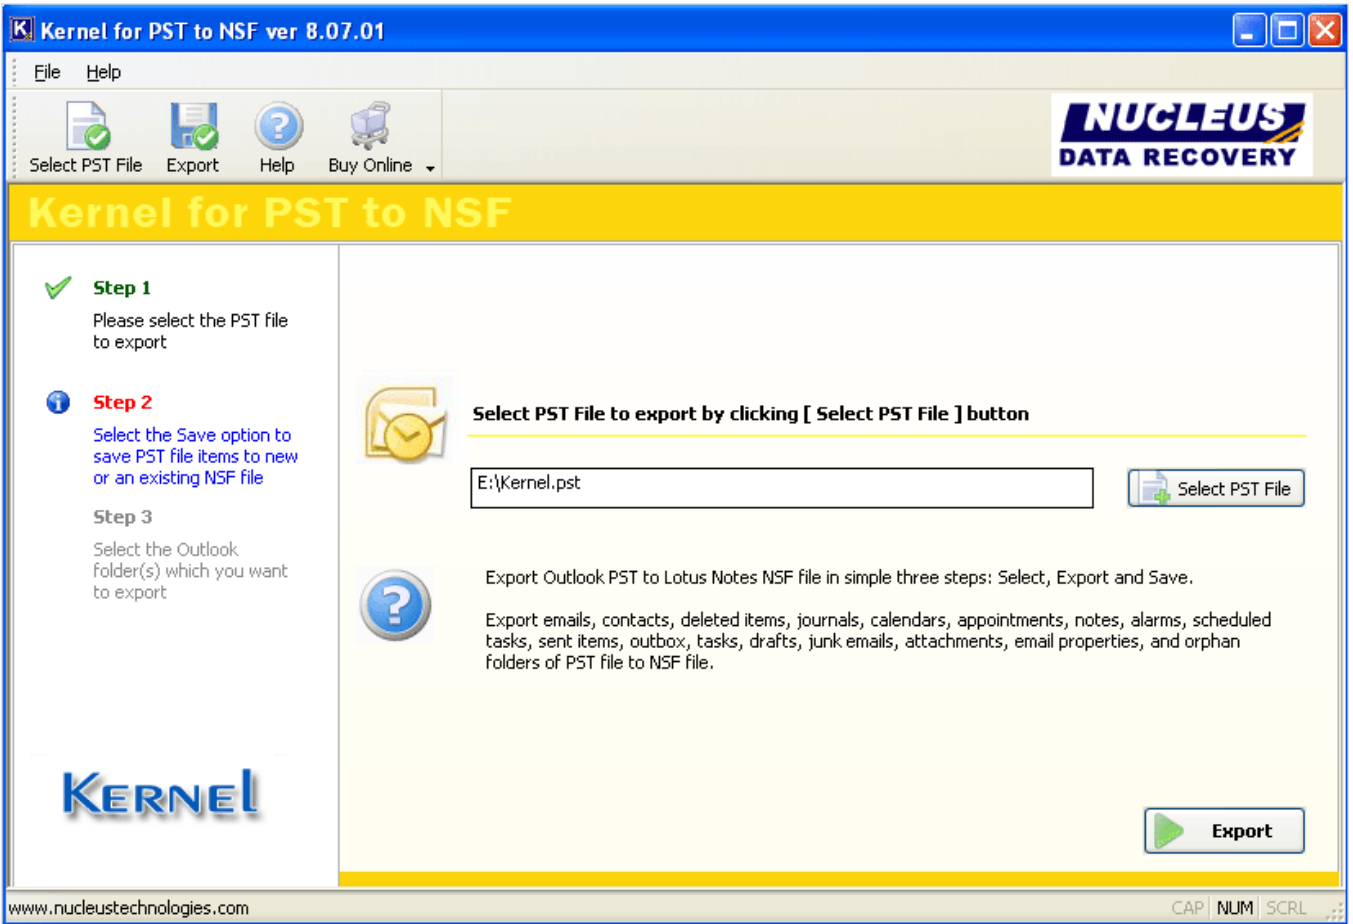 Kernel for PST to NSF ver 8.07.01
File Help
Select PST File Export Help Buy Online
NUCLEUS
DATA RECOVERY
Kernel for PST to NSF
Step 1
Please select the PST file
to export
Step 2
Select the Save option to
save PST file items to new
or an existing NSF file
Step 3
Select the Outlook
folder(s) which you want
to export
KERNEl
Select PST File to export by clicking [ Select PST File ] button
E:\Kernel.pst
Select PST File
Export Outlook PST to Lotus Notes NSF file in simple three steps: Select, Export and Save.
Export emails, contacts, deleted items, journals, calendars, appointments, notes, alarms, scheduled
tasks, sent items, outbox, tasks, drafts, junk emails, attachments, email properties, and orphan
folders of PST file to NSF file.
Export
www.nucleustechnologies.com
CAP NUM SCRL